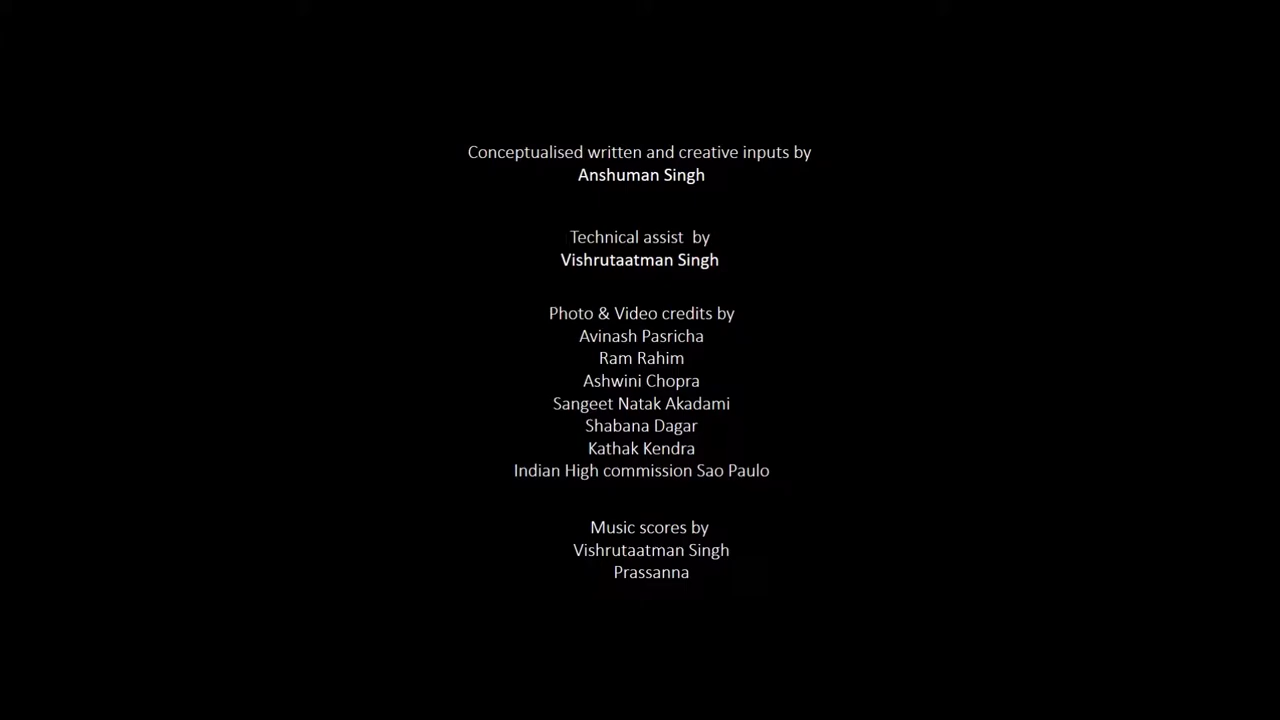 Conceptualised written and creative inputs by
Anshuman Singh
Technical assist  by
Vishrutaatman Singh
Photo & Video credits by
Avinash Pasricha
Ram Rahim
Ashwini Chopra
Sangeet Natak Akadami
Shabana Dagar
Kathak Kendra
Indian High commission Sao Paulo
Music scores by
Vishrutaatman Singh
Prassanna